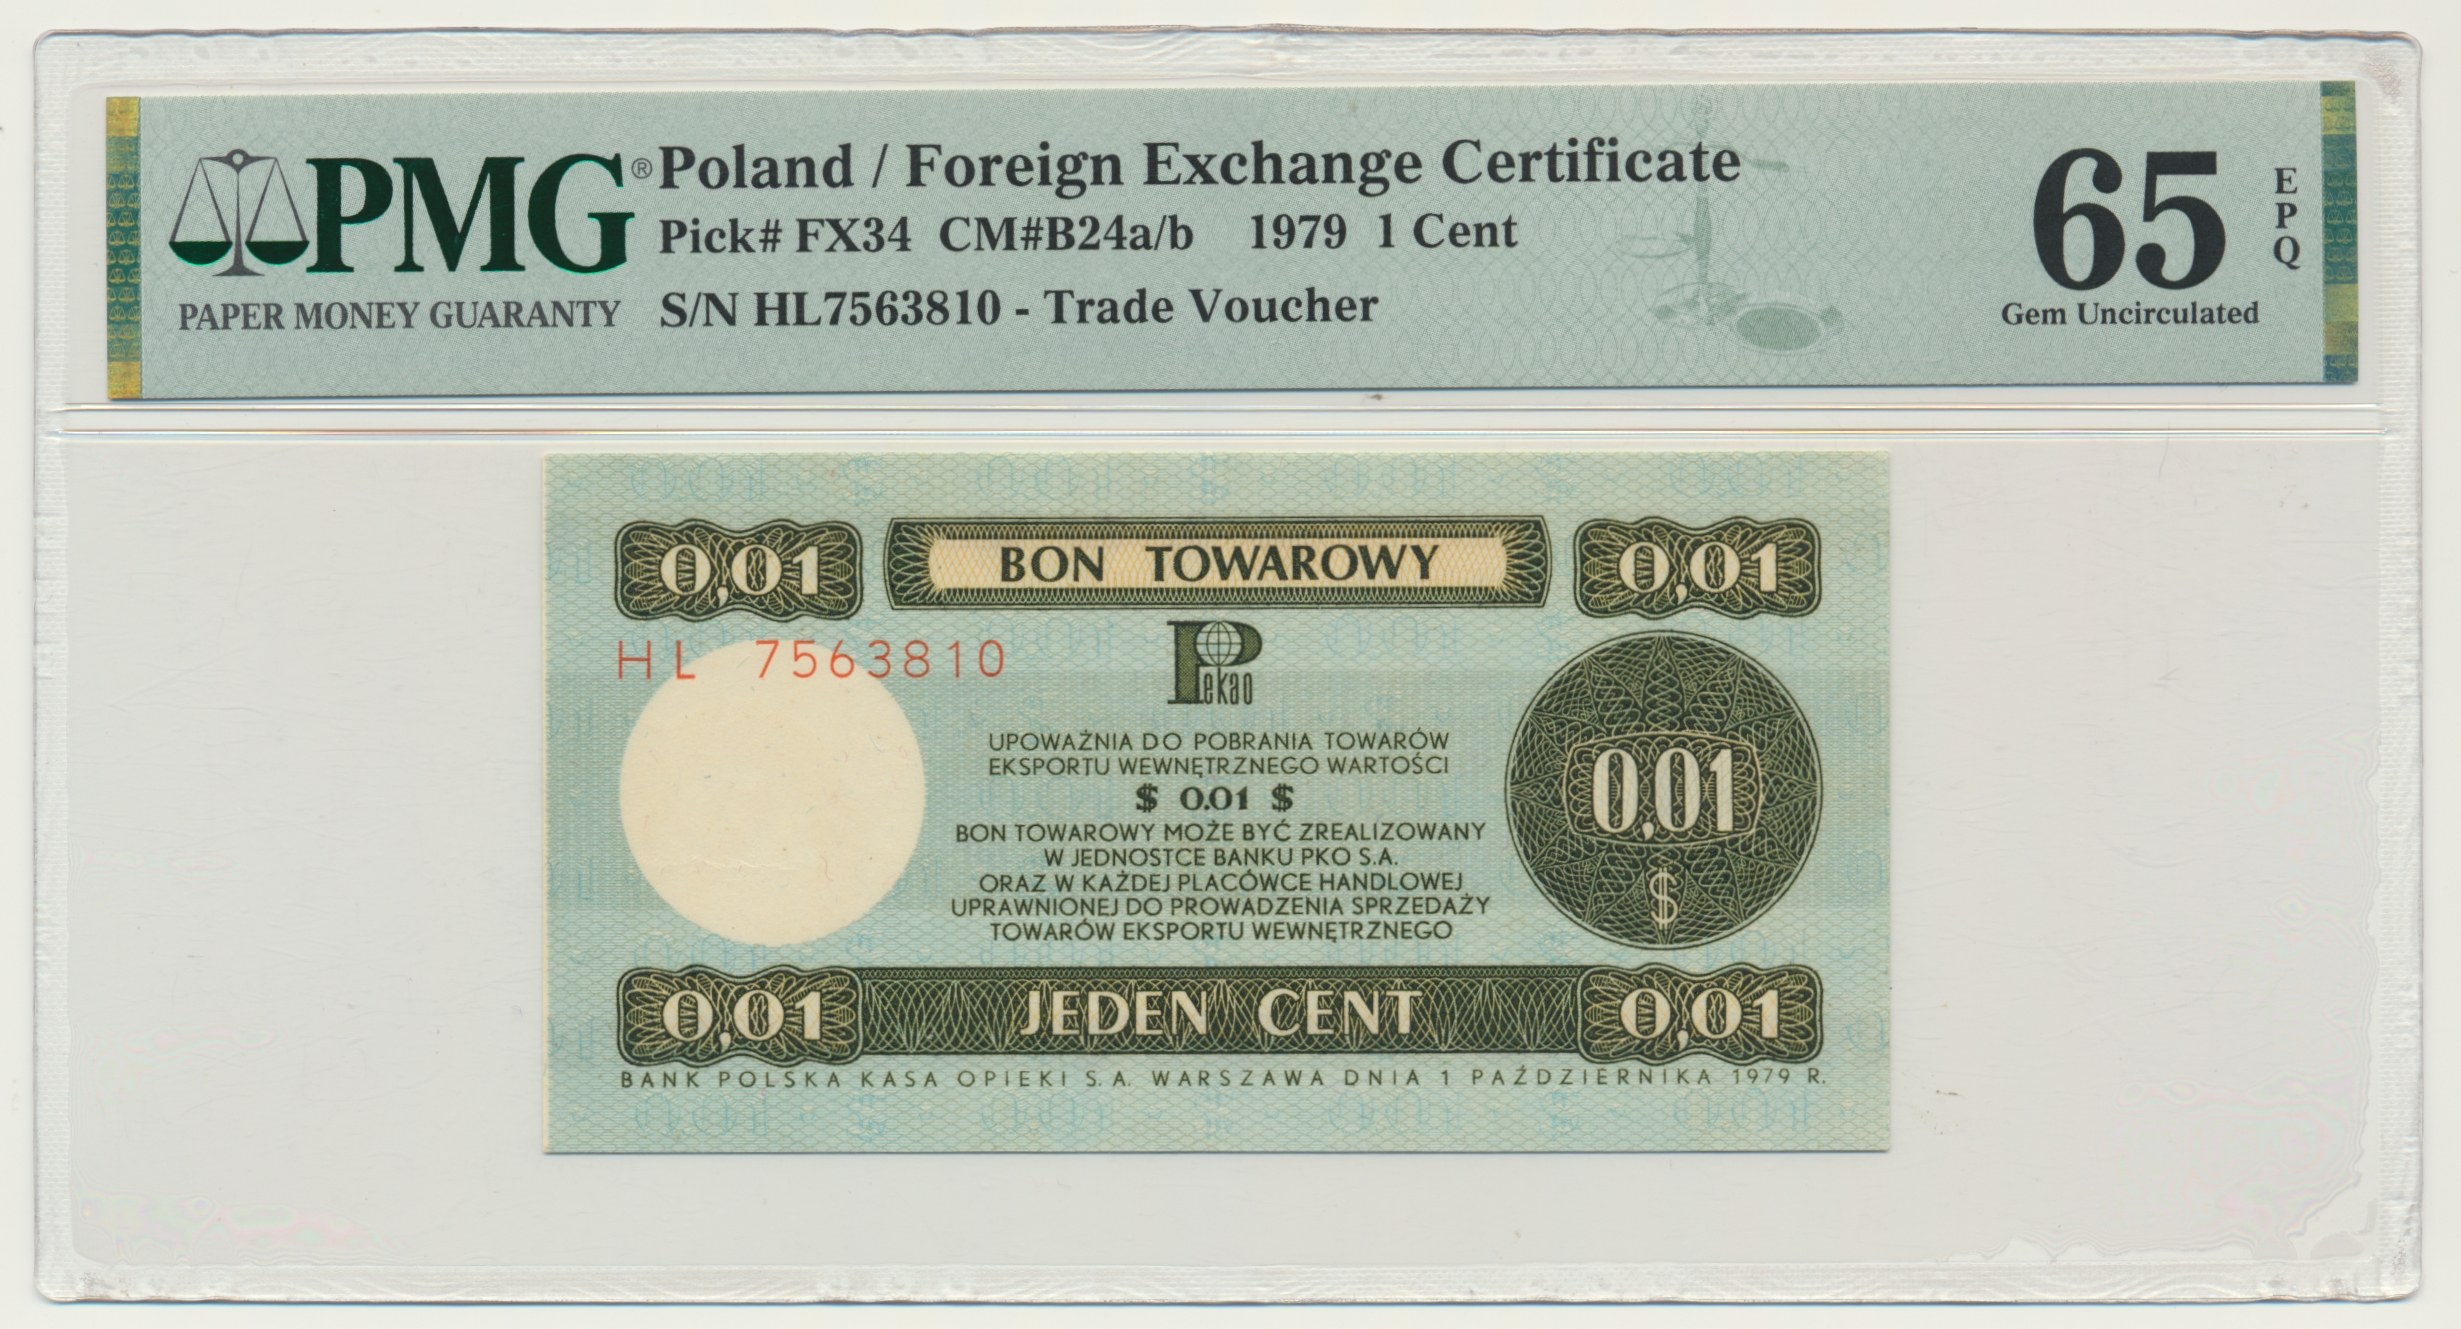 PMG® Poland / Foreign Exchange Certificate
Pick# FX34 CM#B24a/b 1979 1 Cent
PAPER MONEY GUARANTY S/N HL7563810 - Trade Voucher
65 EPQ
Gem Uncirculated
0,01 BON TOWAROWY 0,01
HL 7563810
Pekao
UPOWAŻNIA DO POBRANIA TOWARÓW
EKSPORTU WEWNĘTRZNEGO WARTOŚCI
$ 0.01 $
BON TOWAROWY MOŻE BYĆ ZREALIZOWANY
W JEDNOSTCE BANKU PKO S.A.
ORAZ W KAŻDEJ PLACÓWCE HANDLOWEJ
UPRAWNIONEJ DO PROWADZENIA SPRZEDAŻY
TOWARÓW EKSPORTU WEWNĘTRZNEGO
0,01
$
0,01 JEDEN CENT 0,01
BANK POLSKA KASA OPIEKI S.A. WARSZAWA DNIA 1 PAŹDZIERNIKA 1979 R.